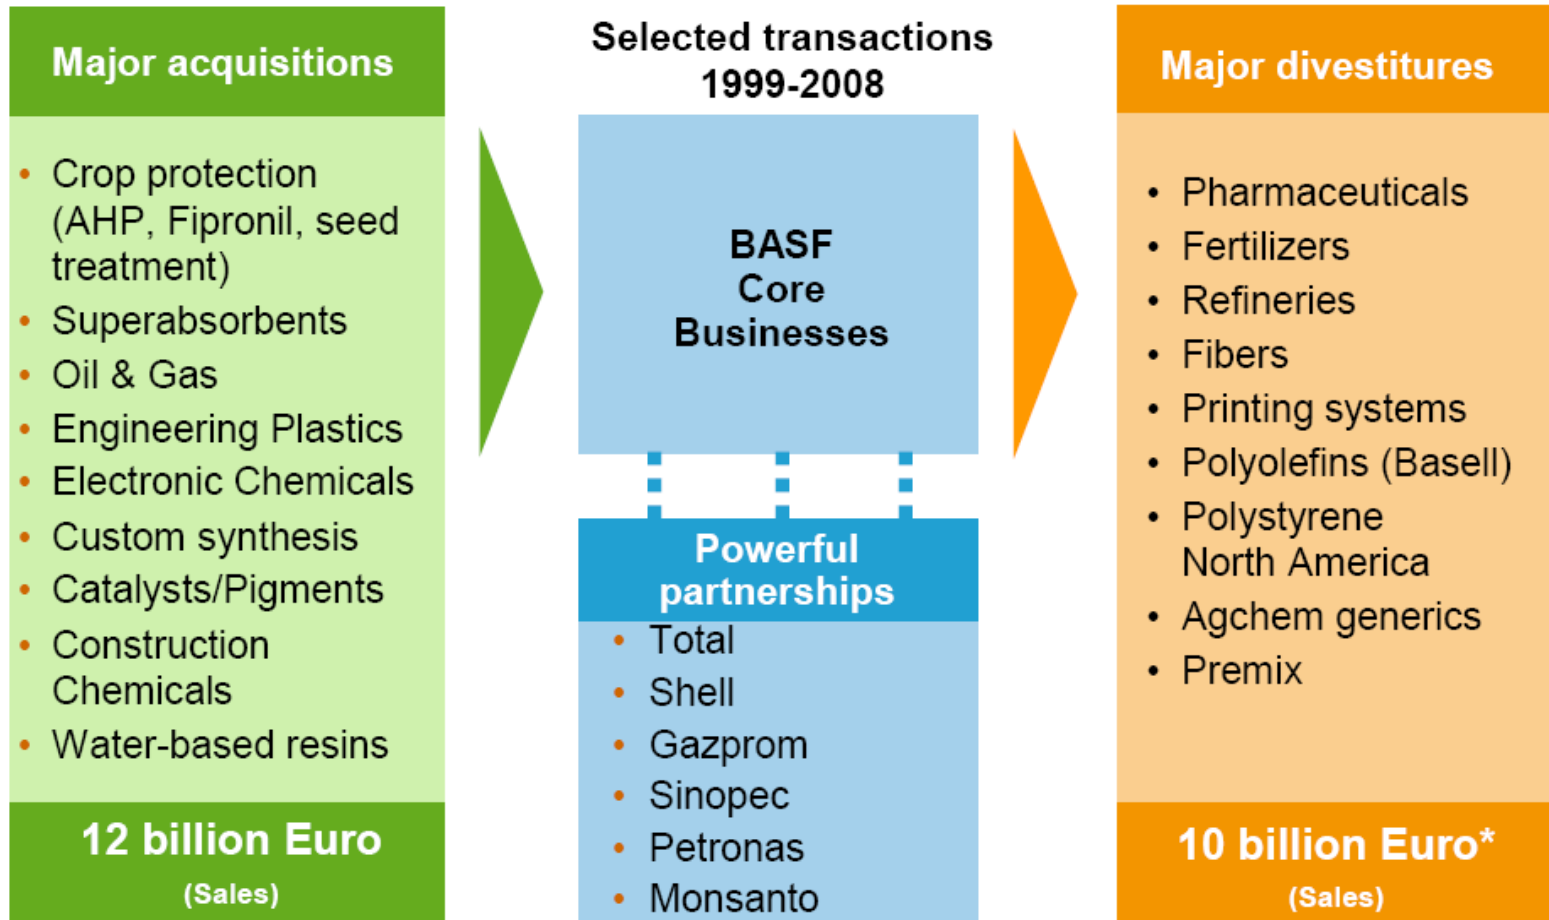 Major acquisitions
• Crop protection
(AHP, Fipronil, seed
treatment)
• Superabsorbents
• Oil & Gas
• Engineering Plastics
• Electronic Chemicals
• Custom synthesis
• Catalysts/Pigments
• Construction
Chemicals
• Water-based resins
12 billion Euro
(Sales)
Selected transactions
1999-2008
BASF
Core
Businesses
Powerful
partnerships
• Total
• Shell
• Gazprom
• Sinopec
• Petronas
• Monsanto
Major divestitures
• Pharmaceuticals
• Fertilizers
• Refineries
• Fibers
• Printing systems
• Polyolefins (Basell)
• Polystyrene
North America
• Agchem generics
• Premix
10 billion Euro*
(Sales)